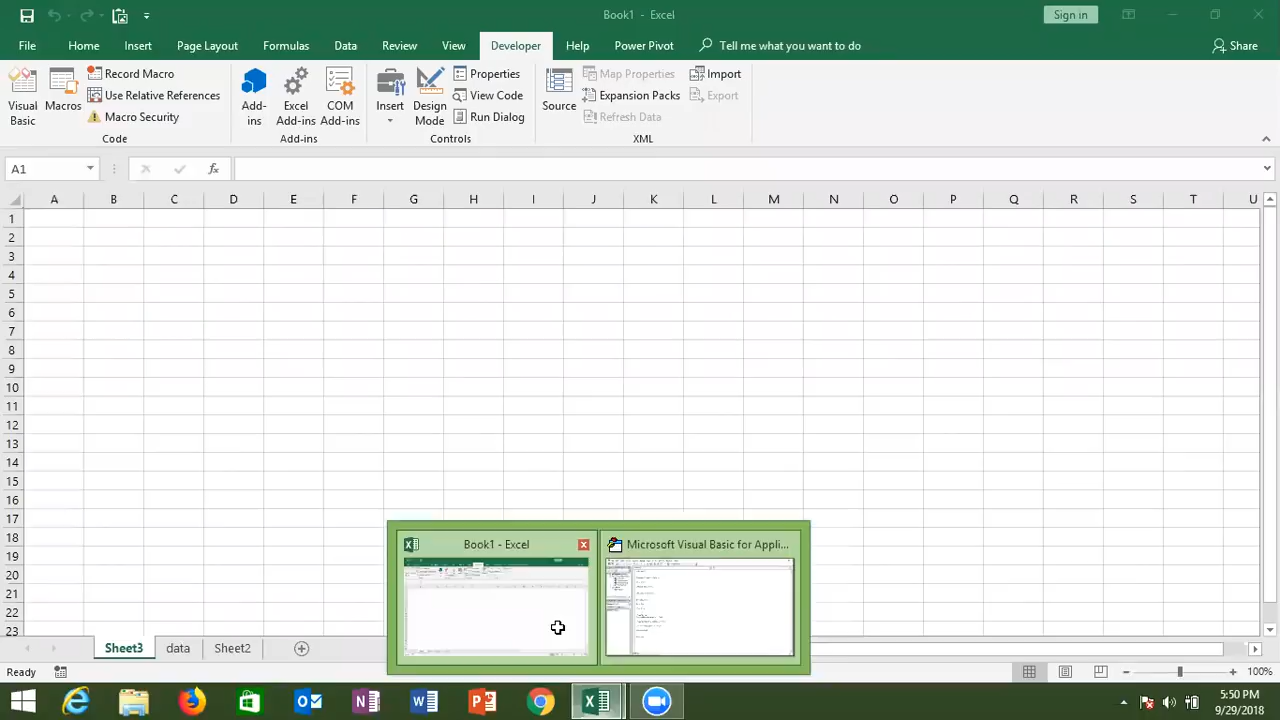 Book1 - Excel
Sign in
File Home Insert Page Layout Formulas Data Review View Developer Help Power Pivot Tell me what you want to do Share
Visual Basic
Macros
Record Macro
Use Relative References
Macro Security
Code
Add-ins
Excel Add-ins
COM Add-ins
Add-ins
Insert
Design Mode
Properties
View Code
Run Dialog
Controls
Source
Map Properties
Expansion Packs
Refresh Data
Import
Export
XML
A1
fx
A B C D E F G H I J K L M N O P Q R S T U
1
2
3
4
5
6
7
8
9
10
11
12
13
14
15
16
17
18
19
20
21
22
23
Book1 - Excel
Microsoft Visual Basic for Appli...
Sheet3 data Sheet2
Ready
100%
5:50 PM
9/29/2018